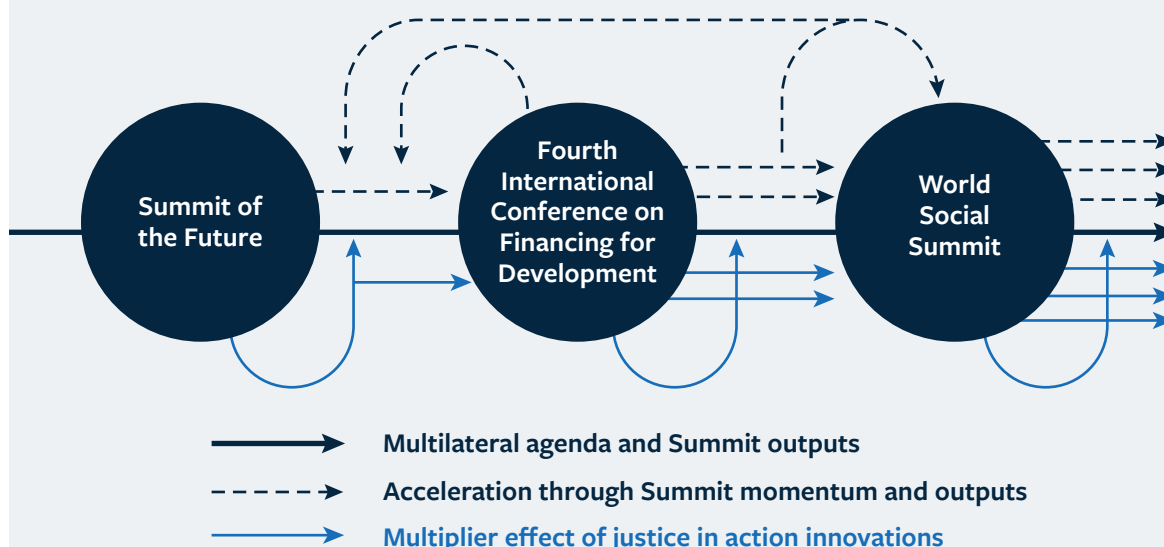 Summit of
the Future
Fourth
International
Conference on
Financing for
Development
World
Social
Summit
Multilateral agenda and Summit outputs
Acceleration through Summit momentum and outputs
Multiplier effect of justice in action innovations